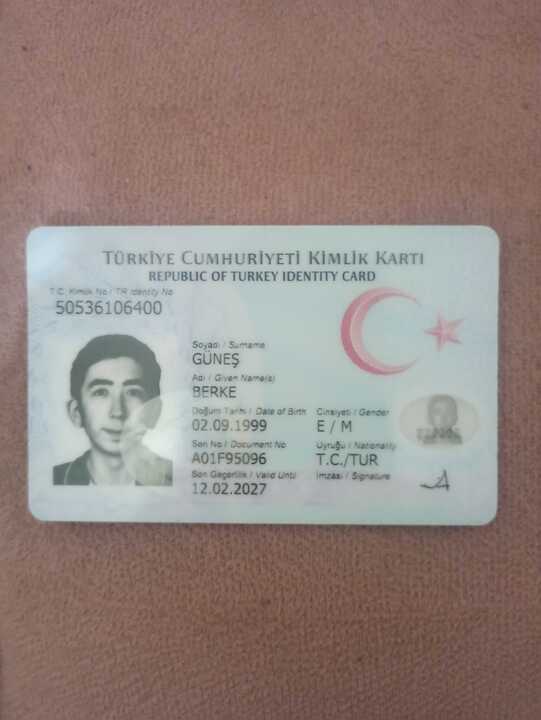 TÜRKİYE CUMHURİYETİ KİMLİK KARTI
REPUBLIC OF TURKEY IDENTITY CARD
T.C. Kimlik No / TR Identity No
50536106400
Soyadı / Surname
GÜNEŞ
Adı / Given Name(s)
BERKE
Doğum Tarihi / Date of Birth Cinsiyeti / Gender
02.09.1999 E / M
Seri No / Document No Uyruğu / Nationality
A01F95096 T.C./TUR
Son Geçerlilik / Valid Until İmzası / Signature
12.02.2027